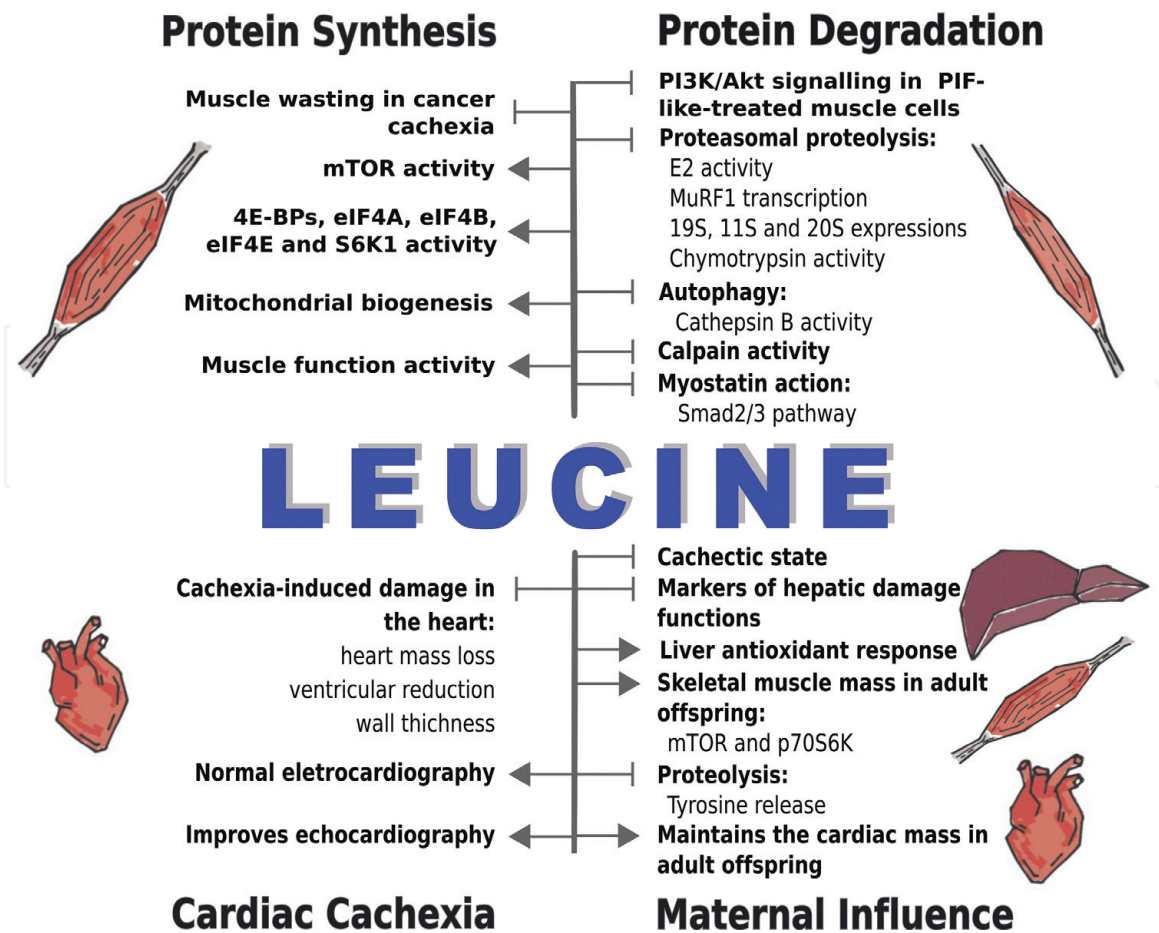 Protein Synthesis
Muscle wasting in cancer
cachexia
mTOR activity
4E-BPs, eIF4A, eIF4B,
eIF4E and S6K1 activity
Mitochondrial biogenesis
Muscle function activity
Protein Degradation
PI3K/Akt signalling in PIF-
like-treated muscle cells
Proteasomal proteolysis:
E2 activity
MuRF1 transcription
19S, 11S and 20S expressions
Chymotrypsin activity
Autophagy:
Cathepsin B activity
Calpain activity
Myostatin action:
Smad2/3 pathway
LEUCINE
Cachexia-induced damage in
the heart:
heart mass loss
ventricular reduction
wall thichness
Normal eletrocardiography
Improves echocardiography
Cardiac Cachexia
Cachectic state
Markers of hepatic damage
functions
Liver antioxidant response
Skeletal muscle mass in adult
offspring:
mTOR and p70S6K
Proteolysis:
Tyrosine release
Maintains the cardiac mass in
adult offspring
Maternal Influence